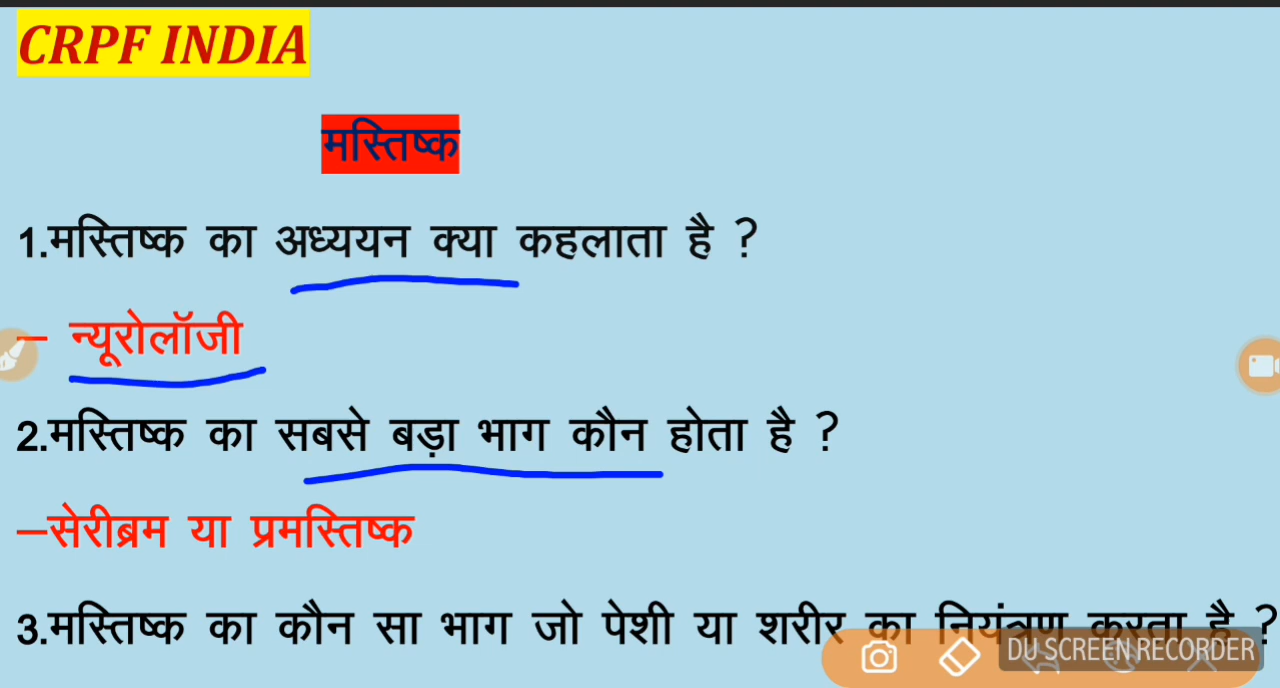 CRPF INDIA
मस्तिष्क
1.मस्तिष्क का अध्ययन क्या कहलाता है ?
– न्यूरोलॉजी
2.मस्तिष्क का सबसे बड़ा भाग कौन होता है ?
–सेरीब्रम या प्रमस्तिष्क
3.मस्तिष्क का कौन सा भाग जो पेशी या शरीर का नियंत्रण करता है ?
DU SCREEN RECORDER